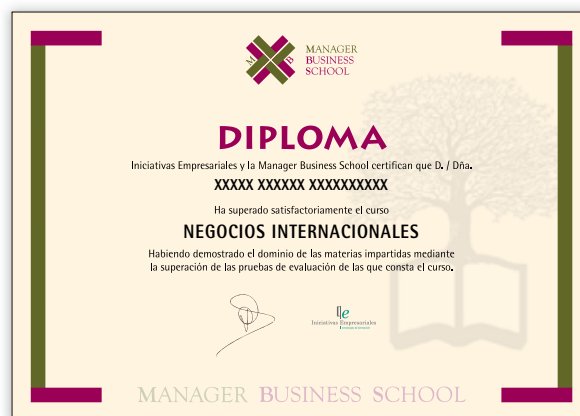 M B
MANAGER
BUSINESS
SCHOOL
DIPLOMA
Iniciativas Empresariales y la Manager Business School certifican que D. / Dña.
XXXXX XXXXXX XXXXXXXXXX
Ha superado satisfactoriamente el curso
NEGOCIOS INTERNACIONALES
Habiendo demostrado el dominio de las materias impartidas mediante
la superación de las pruebas de evaluación de las que consta el curso.
Iniciativas Empresariales
MANAGER BUSINESS SCHOOL